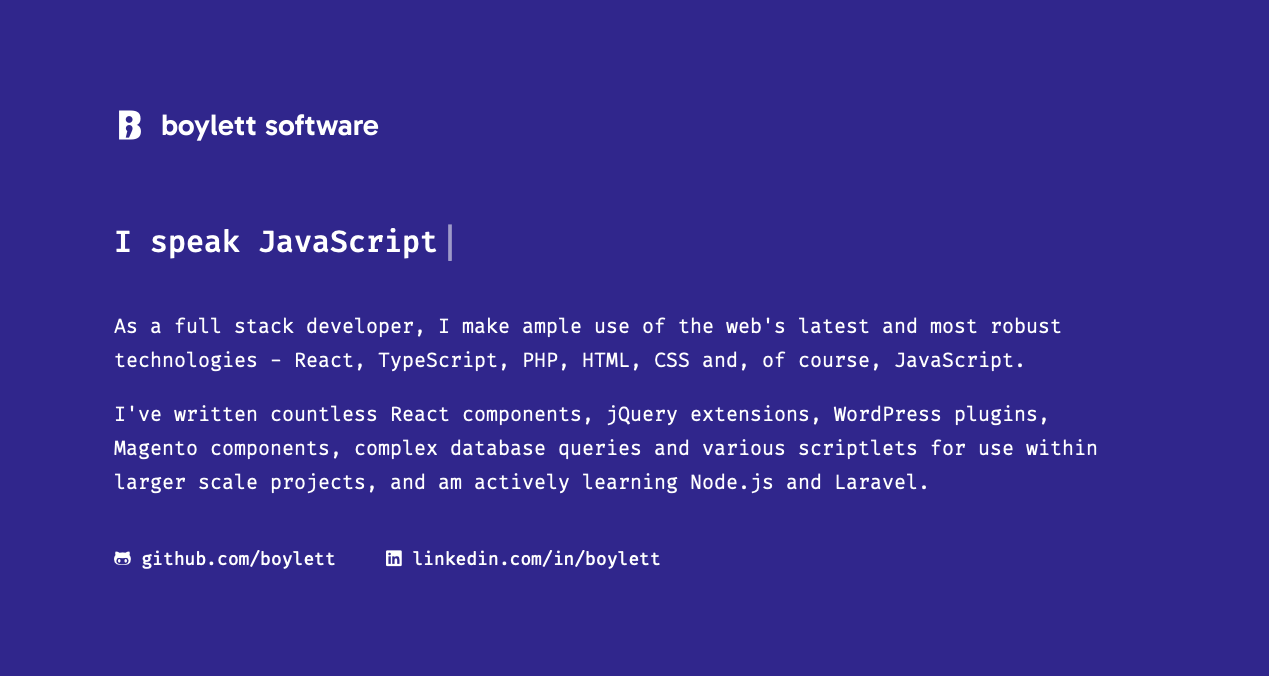 boylett software
I speak JavaScript
As a full stack developer, I make ample use of the web's latest and most robust
technologies - React, TypeScript, PHP, HTML, CSS and, of course, JavaScript.
I've written countless React components, jQuery extensions, WordPress plugins,
Magento components, complex database queries and various scriptlets for use within
larger scale projects, and am actively learning Node.js and Laravel.
github.com/boylett linkedin.com/in/boylett